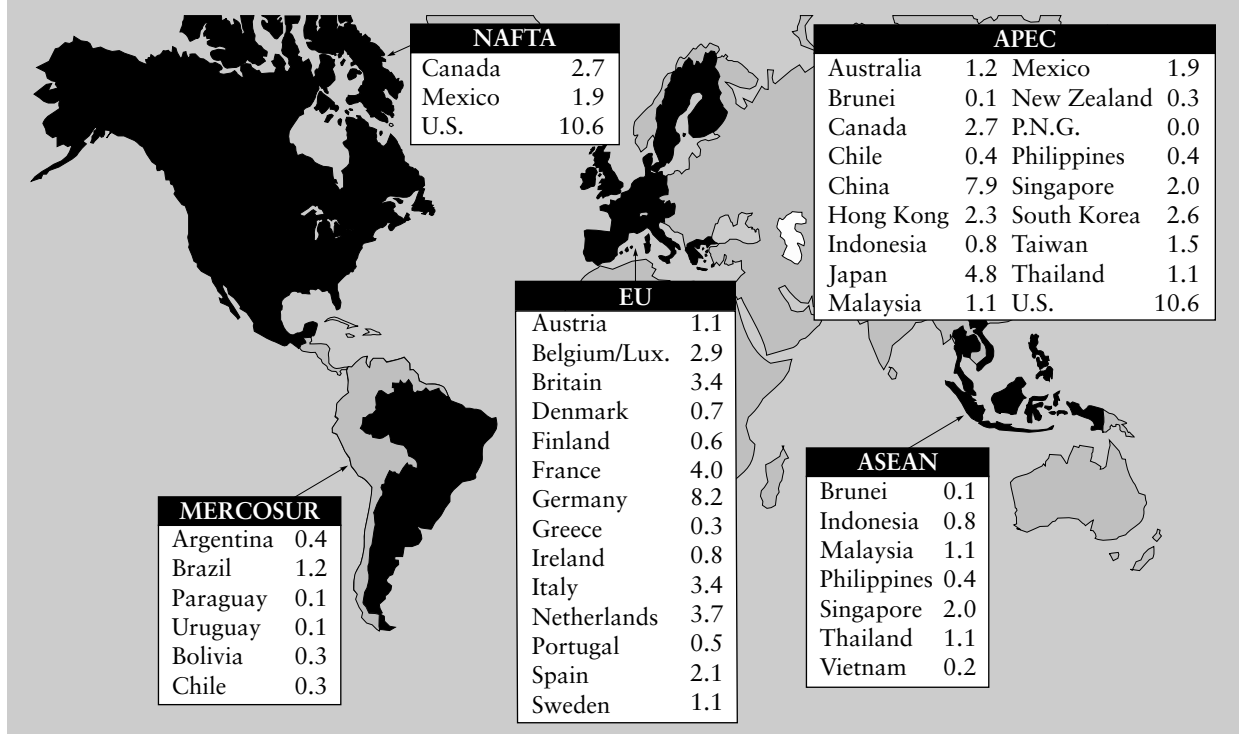 NAFTA
Canada 2.7
Mexico 1.9
U.S. 10.6
APEC
Australia 1.2 Mexico 1.9
Brunei 0.1 New Zealand 0.3
Canada 2.7 P.N.G. 0.0
Chile 0.4 Philippines 0.4
China 7.9 Singapore 2.0
Hong Kong 2.3 South Korea 2.6
Indonesia 0.8 Taiwan 1.5
Japan 4.8 Thailand 1.1
Malaysia 1.1 U.S. 10.6
EU
Austria 1.1
Belgium/Lux. 2.9
Britain 3.4
Denmark 0.7
Finland 0.6
France 4.0
Germany 8.2
Greece 0.3
Ireland 0.8
Italy 3.4
Netherlands 3.7
Portugal 0.5
Spain 2.1
Sweden 1.1
ASEAN
Brunei 0.1
Indonesia 0.8
Malaysia 1.1
Philippines 0.4
Singapore 2.0
Thailand 1.1
Vietnam 0.2
MERCOSUR
Argentina 0.4
Brazil 1.2
Paraguay 0.1
Uruguay 0.1
Bolivia 0.3
Chile 0.3